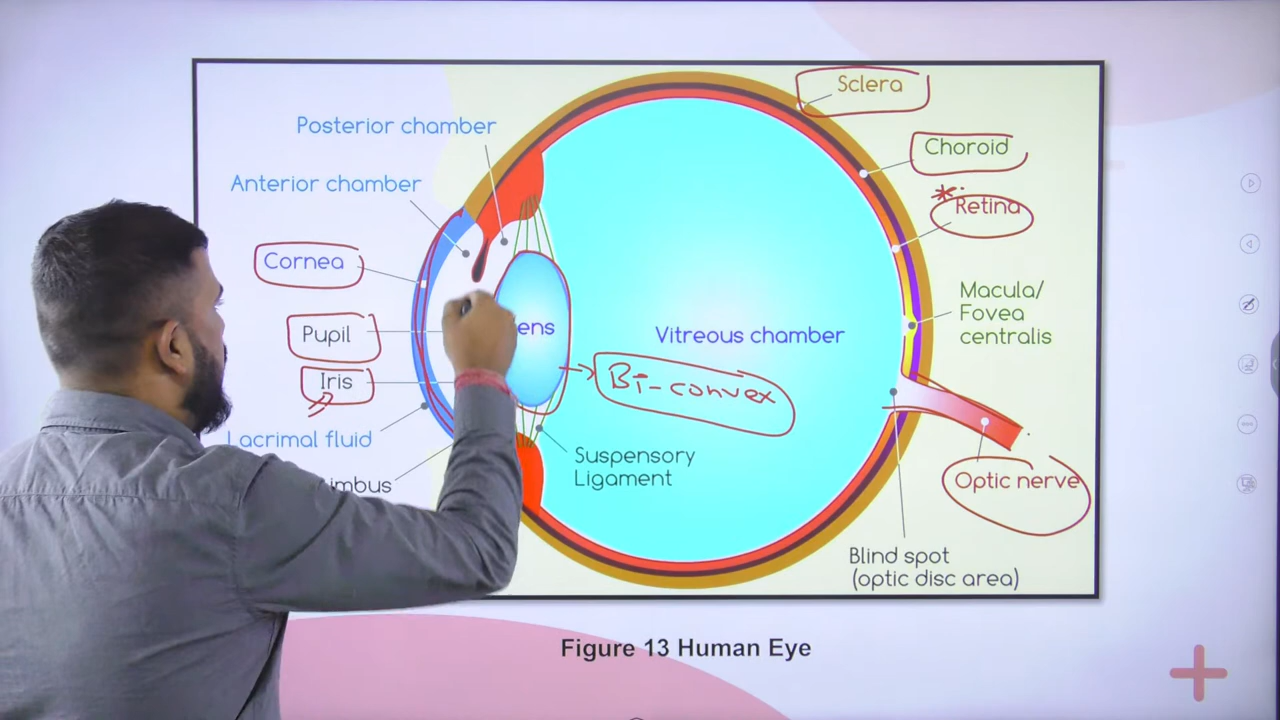 Sclera
Posterior chamber
Choroid
Anterior chamber
*
Retina
Cornea
Macula/
Fovea
centralis
Pupil
Vitreous chamber
Iris
Bi-convex
Lacrimal fluid
Suspensory
Ligament
Optic nerve
Blind spot
(optic disc area)
Figure 13 Human Eye